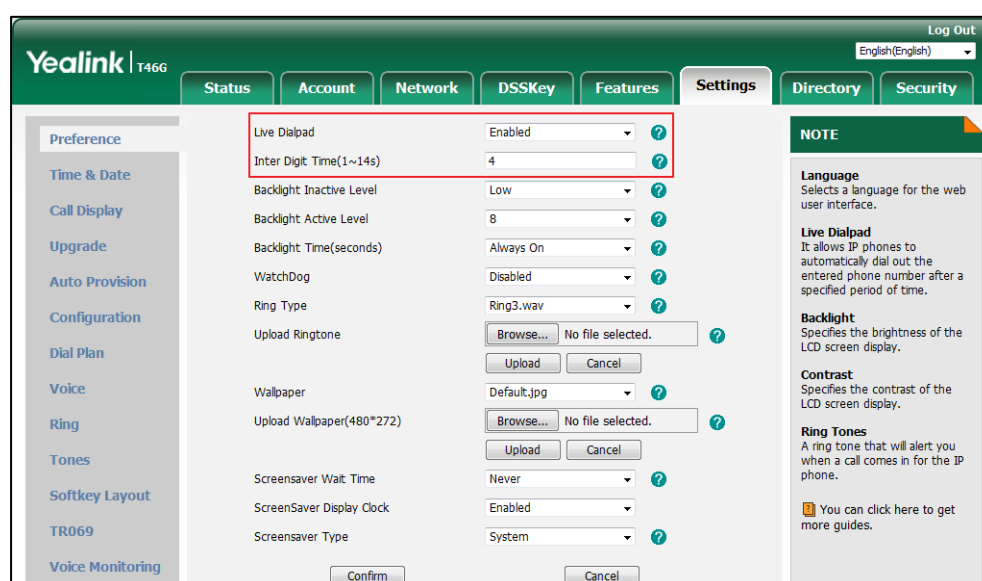 Log Out
Yealink | T46G
English(English)
Status Account Network DSSKey Features Settings Directory Security
Preference
Time & Date
Call Display
Upgrade
Auto Provision
Configuration
Dial Plan
Voice
Ring
Tones
Softkey Layout
TR069
Voice Monitoring
Live Dialpad Enabled ?
Inter Digit Time(1~14s) 4 ?
Backlight Inactive Level Low ?
Backlight Active Level 8 ?
Backlight Time(seconds) Always On ?
WatchDog Disabled ?
Ring Type Ring3.wav ?
Upload Ringtone Browse... No file selected. ?
Upload Cancel
Wallpaper Default.jpg ?
Upload Wallpaper(480*272) Browse... No file selected. ?
Upload Cancel
Screensaver Wait Time Never ?
ScreenSaver Display Clock Enabled
Screensaver Type System ?
Confirm Cancel
NOTE
Language
Selects a language for the web
user interface.
Live Dialpad
It allows IP phones to
automatically dial out the
entered phone number after a
specified period of time.
Backlight
Specifies the brightness of the
LCD screen display.
Contrast
Specifies the contrast of the
LCD screen display.
Ring Tones
A ring tone that will alert you
when a call comes in for the IP
phone.
? You can click here to get
more guides.